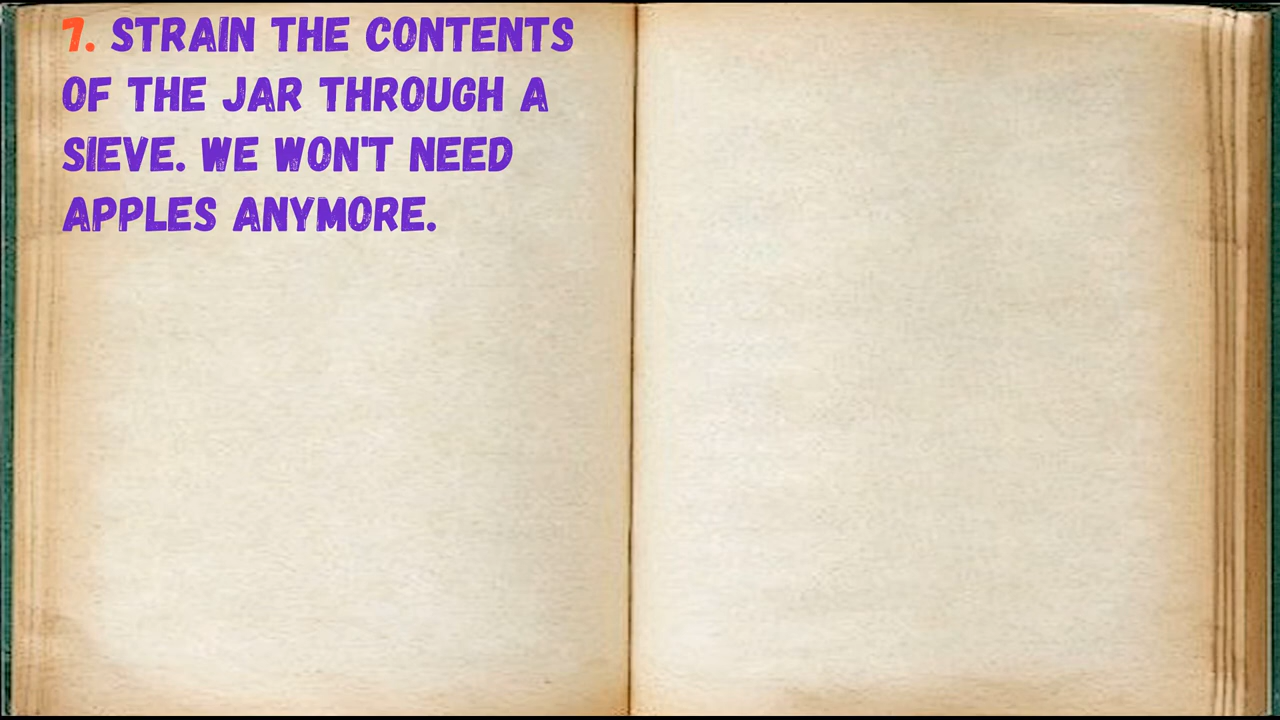 7. STRAIN THE CONTENTS
OF THE JAR THROUGH A
SIEVE. WE WON'T NEED
APPLES ANYMORE.